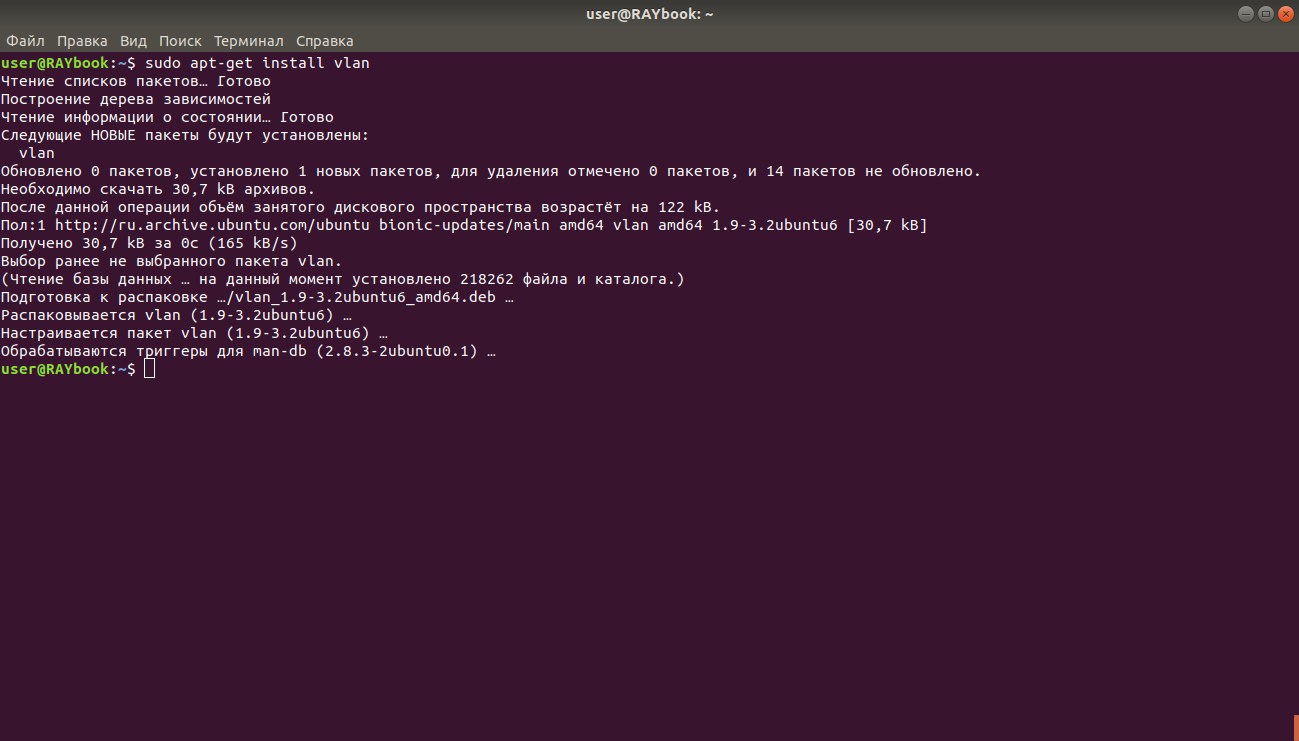 user@RAYbook: ~
Файл Правка Вид Поиск Терминал Справка
user@RAYbook:~$ sudo apt-get install vlan
Чтение списков пакетов… Готово
Построение дерева зависимостей
Чтение информации о состоянии… Готово
Следующие НОВЫЕ пакеты будут установлены:
  vlan
Обновлено 0 пакетов, установлено 1 новых пакетов, для удаления отмечено 0 пакетов, и 14 пакетов не обновлено.
Необходимо скачать 30,7 kB архивов.
После данной операции объём занятого дискового пространства возрастёт на 122 kB.
Пол:1 http://ru.archive.ubuntu.com/ubuntu bionic-updates/main amd64 vlan amd64 1.9-3.2ubuntu6 [30,7 kB]
Получено 30,7 kB за 0с (165 kB/s)
Выбор ранее не выбранного пакета vlan.
(Чтение базы данных … на данный момент установлено 218262 файла и каталога.)
Подготовка к распаковке …/vlan_1.9-3.2ubuntu6_amd64.deb …
Распаковывается vlan (1.9-3.2ubuntu6) …
Настраивается пакет vlan (1.9-3.2ubuntu6) …
Обрабатываются триггеры для man-db (2.8.3-2ubuntu0.1) …
user@RAYbook:~$